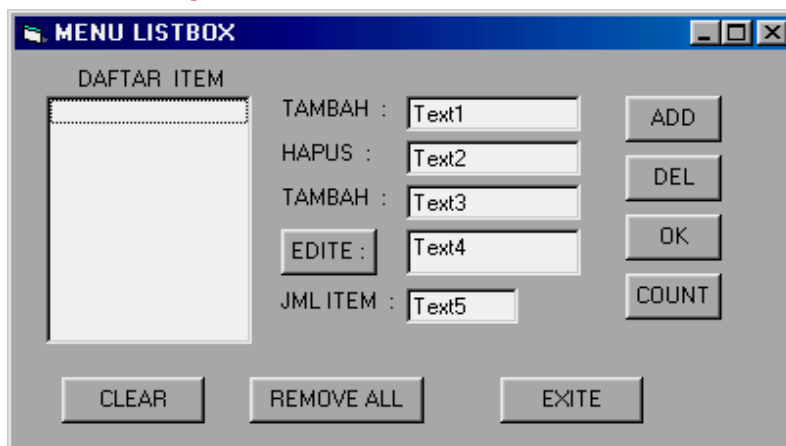 MENU LISTBOX
DAFTAR ITEM
TAMBAH : Text1 ADD
HAPUS : Text2 DEL
TAMBAH : Text3
EDITE : Text4 OK
JML ITEM : Text5 COUNT
CLEAR REMOVE ALL EXITE